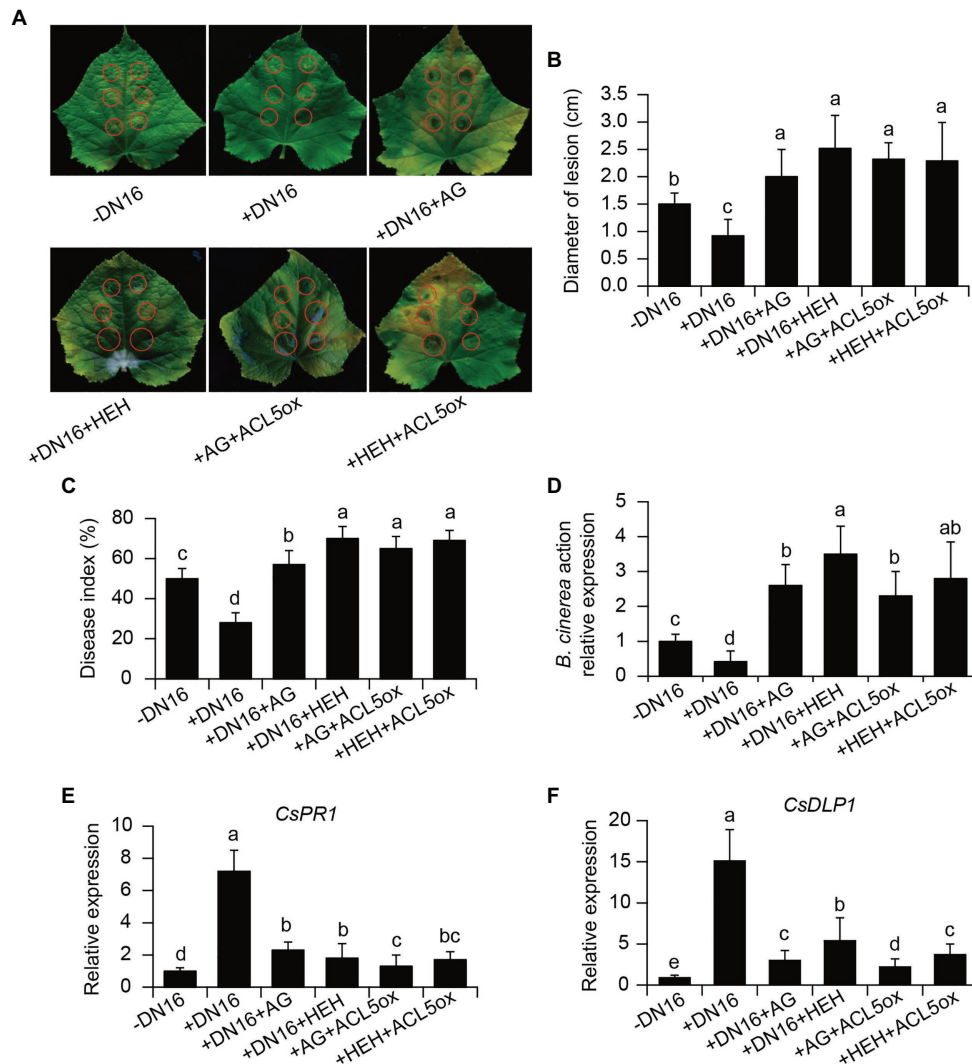 A
-DN16
+DN16
+DN16+AG
+DN16+HEH
+AG+ACL5ox
+HEH+ACL5ox
B
Diameter of lesion (cm)
3.5
3.0
2.5
2.0
1.5
1.0
0.5
0.0
b
c
a
a
a
a
-DN16
+DN16
+DN16+AG
+DN16+HEH
+AG+ACL5ox
+HEH+ACL5ox
C
Disease index (%)
80
60
40
20
0
c
d
b
a
a
a
-DN16
+DN16
+DN16+AG
+DN16+HEH
+AG+ACL5ox
+HEH+ACL5ox
D
B. cinerea action
relative expression
5
4
3
2
1
0
c
d
b
a
b
ab
-DN16
+DN16
+DN16+AG
+DN16+HEH
+AG+ACL5ox
+HEH+ACL5ox
E
CsPR1
Relative expression
10
8
6
4
2
0
d
a
b
b
c
bc
-DN16
+DN16
+DN16+AG
+DN16+HEH
+AG+ACL5ox
+HEH+ACL5ox
F
CsDLP1
Relative expression
20
15
10
5
0
e
a
c
b
d
c
-DN16
+DN16
+DN16+AG
+DN16+HEH
+AG+ACL5ox
+HEH+ACL5ox